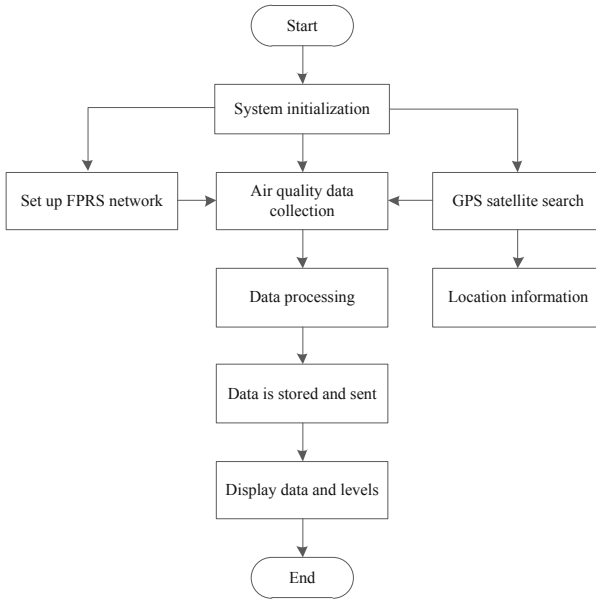 Start
System initialization
Set up FPRS network
Air quality data
collection
GPS satellite search
Data processing
Location information
Data is stored and sent
Display data and levels
End